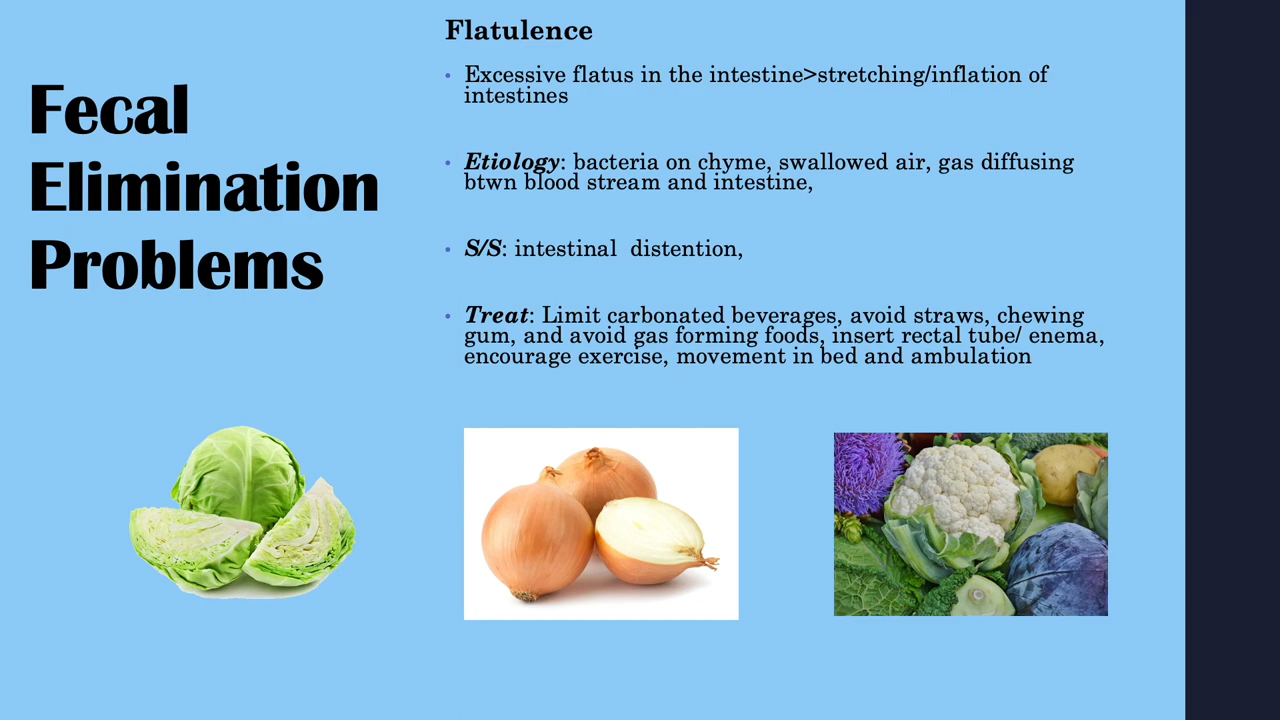 Fecal
Elimination
Problems
Flatulence
• Excessive flatus in the intestine>stretching/inflation of
intestines
• Etiology: bacteria on chyme, swallowed air, gas diffusing
btwn blood stream and intestine,
• S/S: intestinal  distention,
• Treat: Limit carbonated beverages, avoid straws, chewing
gum, and avoid gas forming foods, insert rectal tube/ enema,
encourage exercise, movement in bed and ambulation